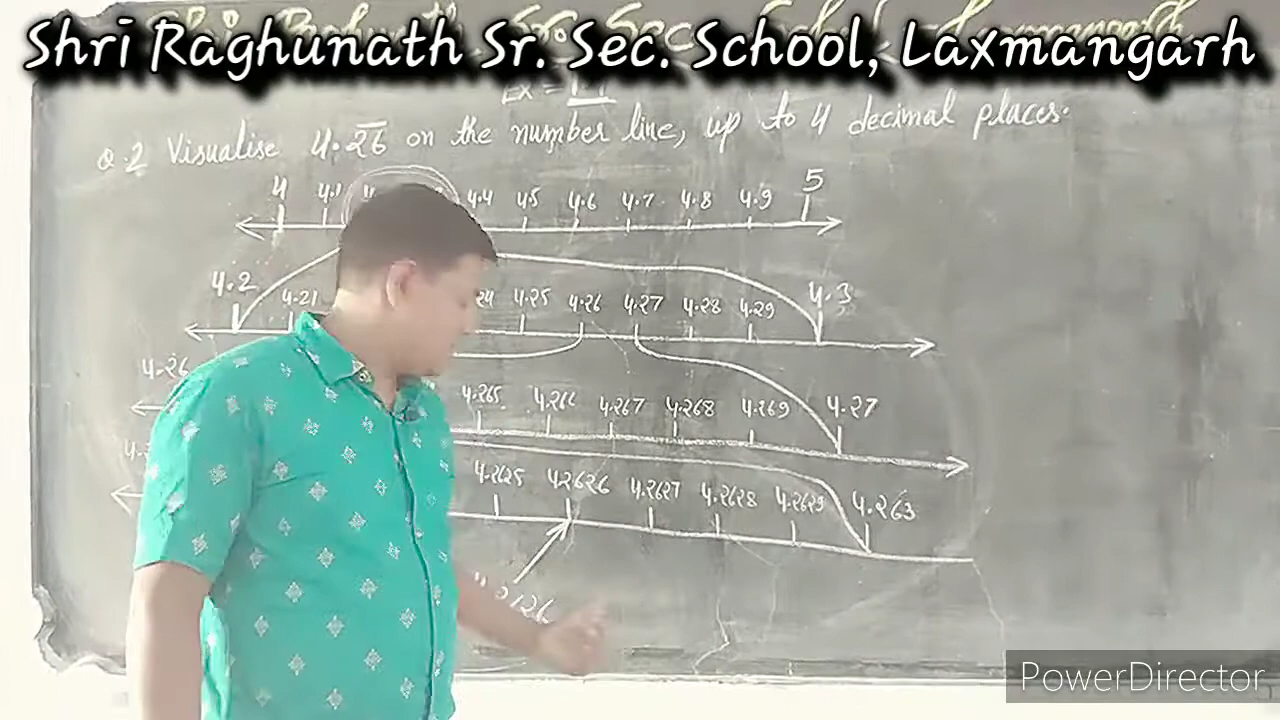 Shri Raghunath Sr. Sec. School, Laxmangarh
Ex =
Q.2 Visualise 4.2̅6̅ on the number line, up to 4 decimal places.
4 4.1 4.4 4.5 4.6 4.7 4.8 4.9 5
4.2 4.21 24 4.25 4.26 4.27 4.28 4.29 4.3
4.26 4.265 4.266 4.267 4.268 4.269 4.27
4.2625 4.2626 4.2627 4.2628 4.2629 4.263
PowerDirector